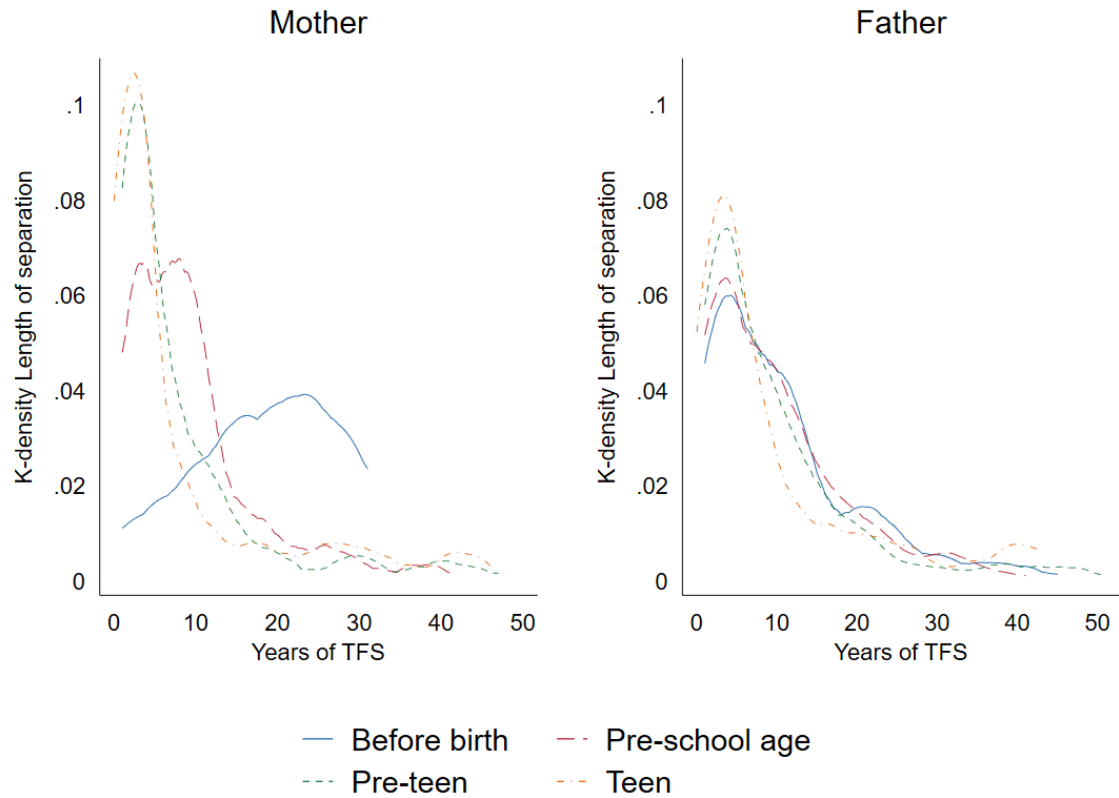 Mother
K-density Length of separation
.1
.08
.06
.04
.02
0
0 10 20 30 40 50
Years of TFS
Father
K-density Length of separation
.1
.08
.06
.04
.02
0
0 10 20 30 40 50
Years of TFS
Before birth
Pre-school age
Pre-teen
Teen